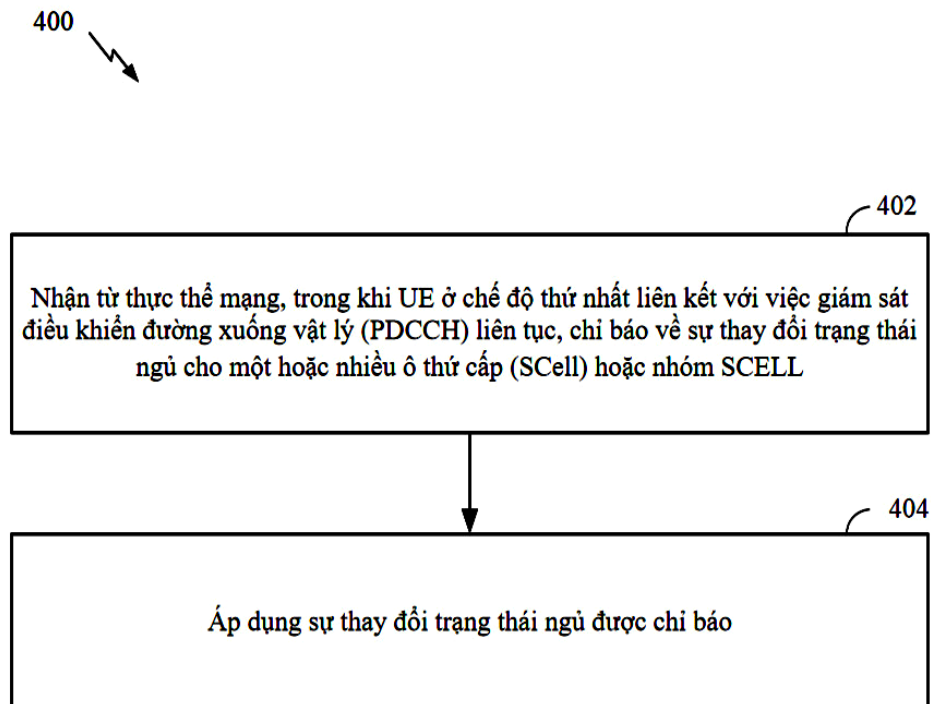 400
402
Nhận từ thực thể mạng, trong khi UE ở chế độ thứ nhất liên kết với việc giám sát
điều khiển đường xuống vật lý (PDCCH) liên tục, chỉ báo về sự thay đổi trạng thái
ngủ cho một hoặc nhiều ô thứ cấp (SCell) hoặc nhóm SCELL
404
Áp dụng sự thay đổi trạng thái ngủ được chỉ báo